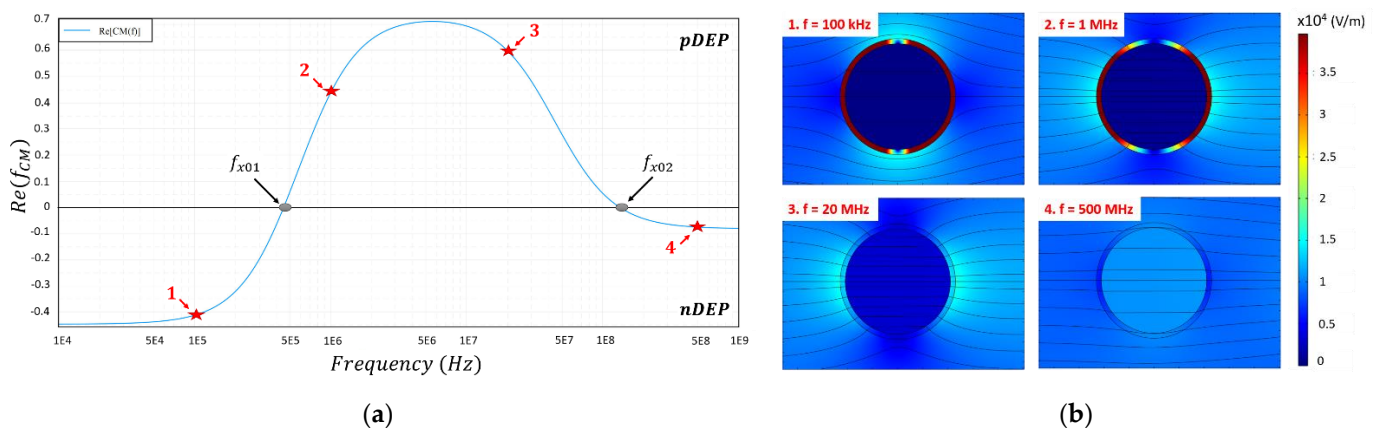 Re[CM(f)]
pDEP
nDEP
0.7
0.6
0.5
0.4
0.3
0.2
0.1
0
-0.1
-0.2
-0.3
-0.4
Re(f_CM)
1
2
3
4
f_x01
f_x02
1E4 5E4 1E5 5E5 1E6 5E6 1E7 5E7 1E8 5E8 1E9
Frequency (Hz)
(a)
1. f = 100 kHz
2. f = 1 MHz
3. f = 20 MHz
4. f = 500 MHz
x10⁴ (V/m)
3.5
3
2.5
2
1.5
1
0.5
0
(b)